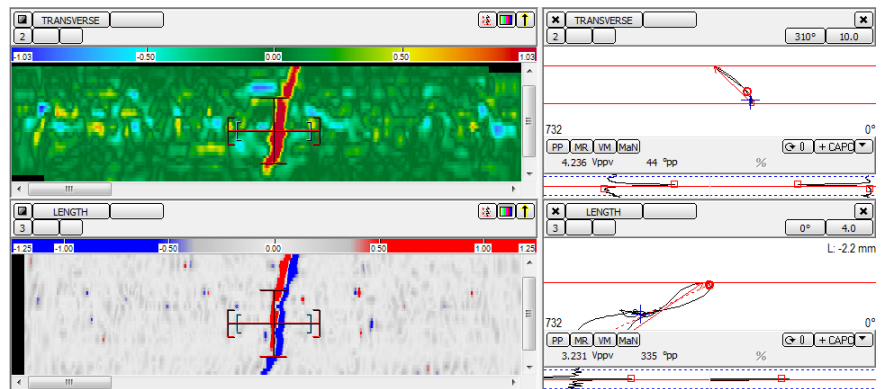 TRANSVERSE
2
-1.03 -0.50 0.00 0.50 1.03
TRANSVERSE
2 310° 10.0
732 0°
PP MR VM MaN 0 + CAPC
4.236 Vppv 44 °pp %
LENGTH
3
-1.25 -1.00 -0.50 0.00 0.50 1.00 1.25
LENGTH
3 0° 4.0
L: -2.2 mm
732 0°
PP MR VM MaN 0 + CAPC
3.231 Vppv 335 °pp %